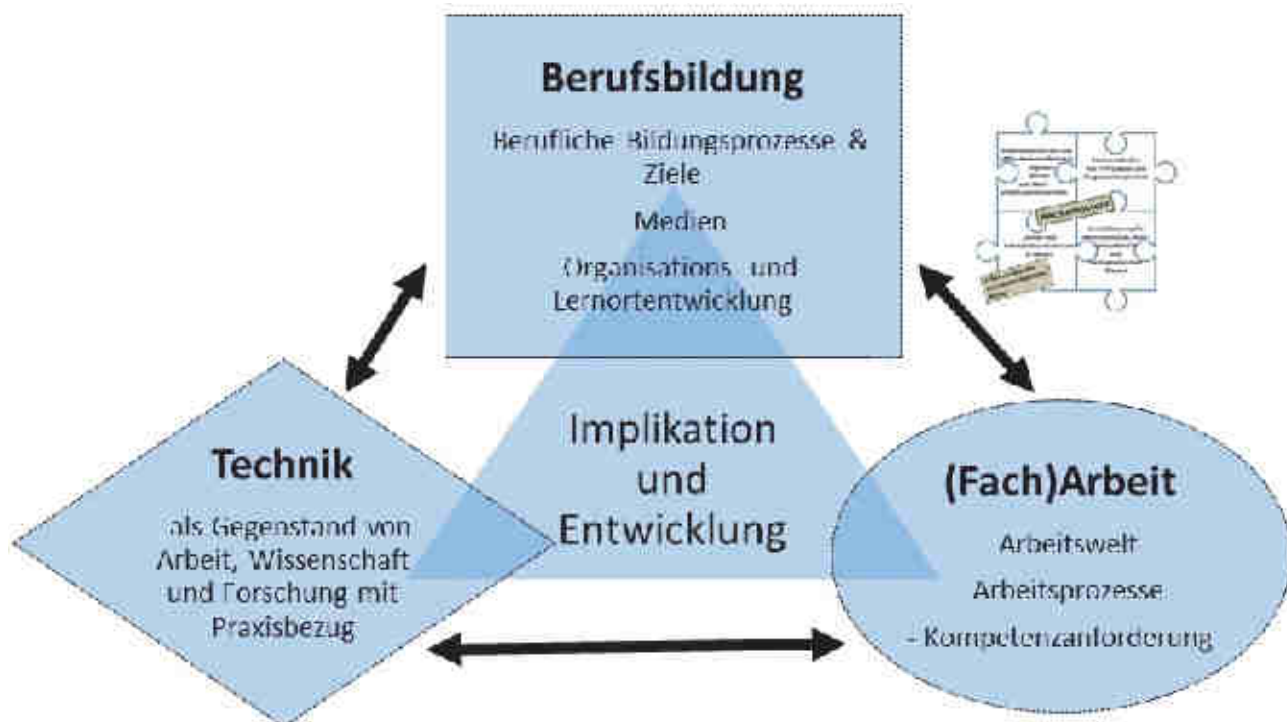 Berufsbildung
Berufliche Bildungsprozesse &
Ziele
Medien
Organisations und
Lernortentwicklung
Implikation
und
Entwicklung
Technik
als Gegenstand von
Arbeit, Wissenschaft
und Forschung mit
Praxisbezug
(Fach)Arbeit
Arbeitswelt
Arbeitsprozesse
- Kompetenzanforderung